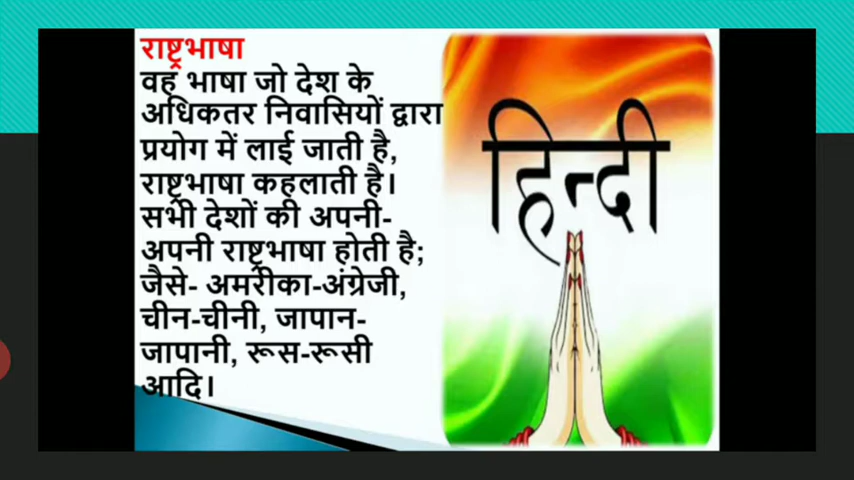 राष्ट्रभाषा
वह भाषा जो देश के
अधिकतर निवासियों द्वारा
प्रयोग में लाई जाती है,
राष्ट्रभाषा कहलाती है।
सभी देशों की अपनी-
अपनी राष्ट्रभाषा होती है;
जैसे- अमरीका-अंग्रेजी,
चीन-चीनी, जापान-
जापानी, रूस-रूसी
आदि।
हिन्दी